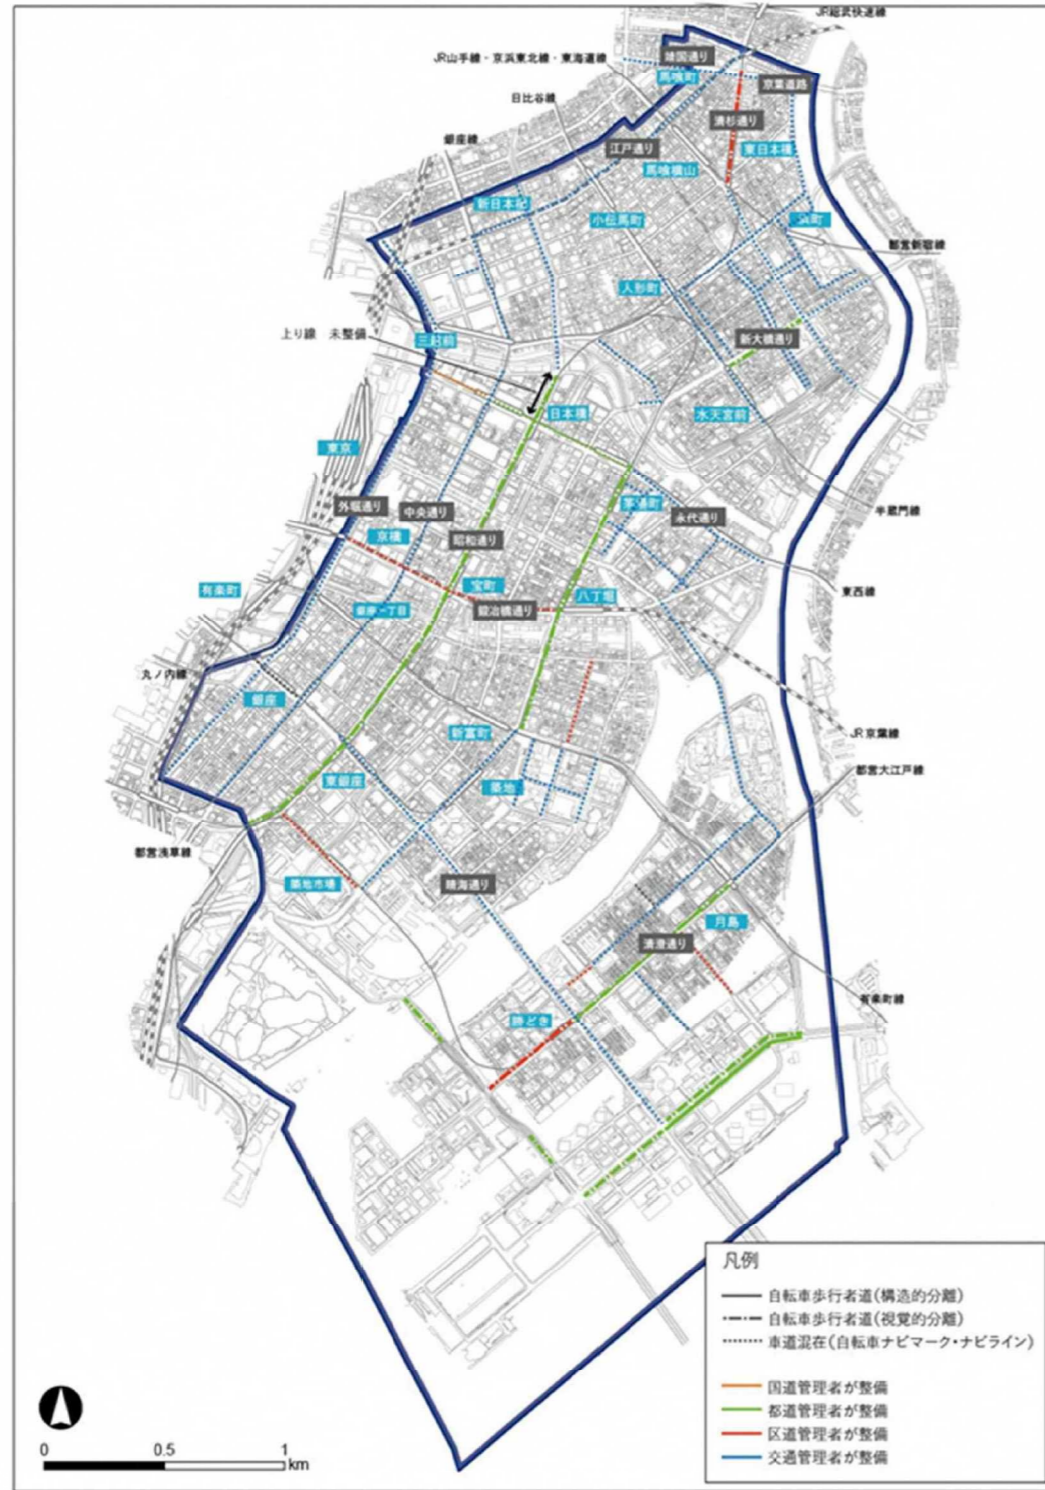 JR総武快速線
靖国通り
JR山手線・京浜東北線・東海道線
馬喰町
京葉道路
日比谷線
清杉通り
銀座線
江戸通り
東日本橋
馬喰横山
新日本橋
小伝馬町
浜町
都営新宿線
人形町
上り線 未整備
三越前
新大橋通り
日本橋
水天宮前
東京
外堀通り
中央通り
茅場町
永代通り
半蔵門線
京橋
昭和通り
有楽町
宝町
東西線
銀座一丁目
鍛冶橋通り
八丁堀
丸ノ内線
銀座
新富町
JR京葉線
都営大江戸線
東銀座
築地
都営浅草線
築地市場
晴海通り
月島
清澄通り
有楽町線
勝どき
凡例
自転車歩行者道(構造的分離)
自転車歩行者道(視覚的分離)
車道混在(自転車ナビマーク・ナビライン)
国道管理者が整備
都道管理者が整備
区道管理者が整備
交通管理者が整備
0 0.5 1
km